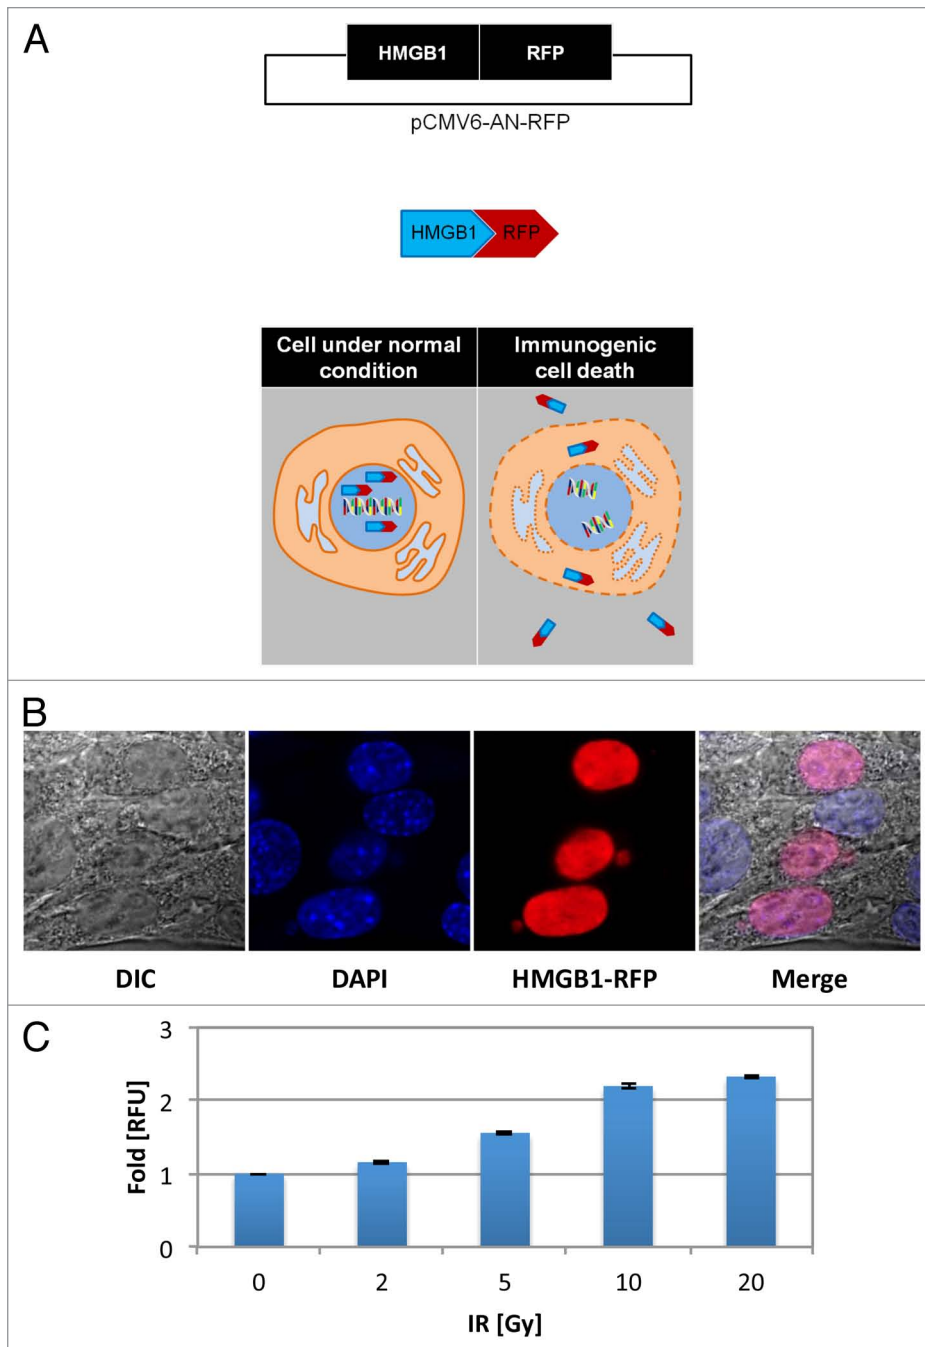 A
HMGB1 RFP
pCMV6-AN-RFP
HMGB1 RFP
Cell under normal
condition
Immunogenic
cell death
B
DIC DAPI HMGB1-RFP Merge
C
3
2
1
0
Fold [RFU]
0 2 5 10 20
IR [Gy]